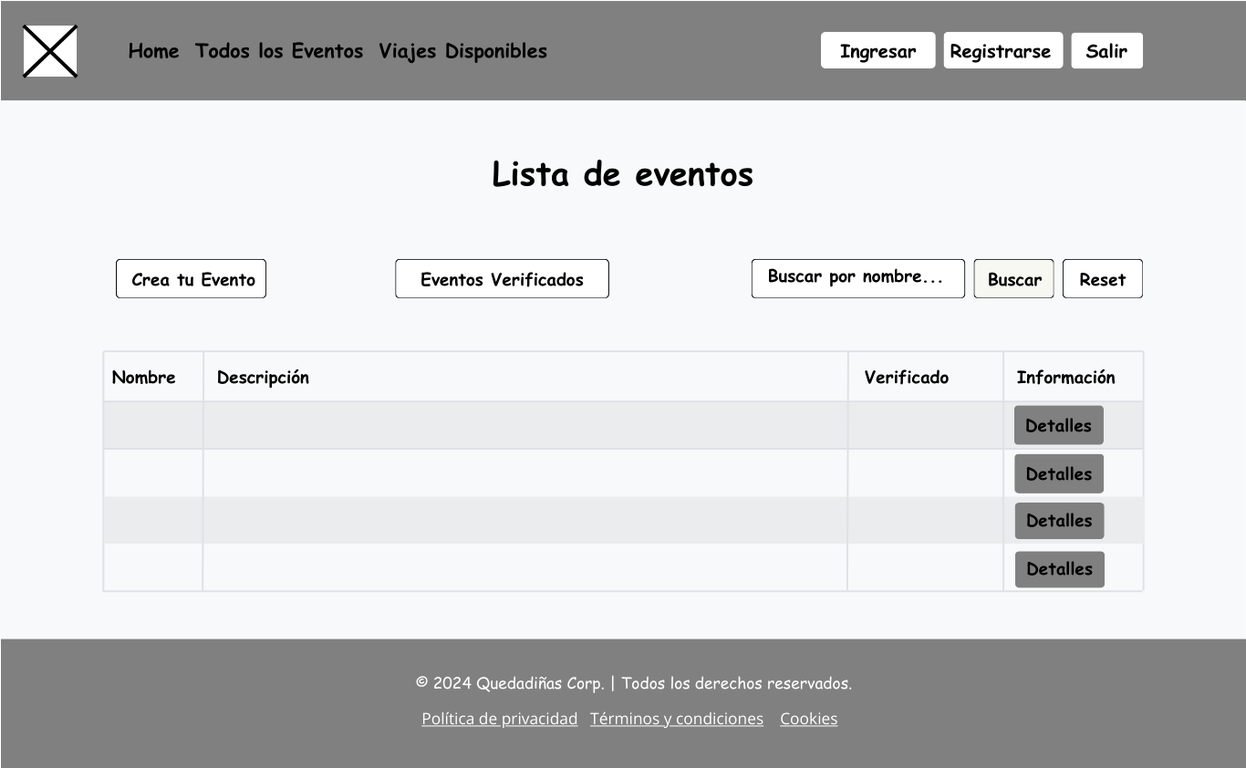 Home Todos los Eventos Viajes Disponibles Ingresar Registrarse Salir
Lista de eventos
Crea tu Evento Eventos Verificados Buscar por nombre... Buscar Reset
Nombre Descripción Verificado Información
Detalles
Detalles
Detalles
Detalles
© 2024 Quedadiñas Corp. | Todos los derechos reservados.
Política de privacidad Términos y condiciones Cookies